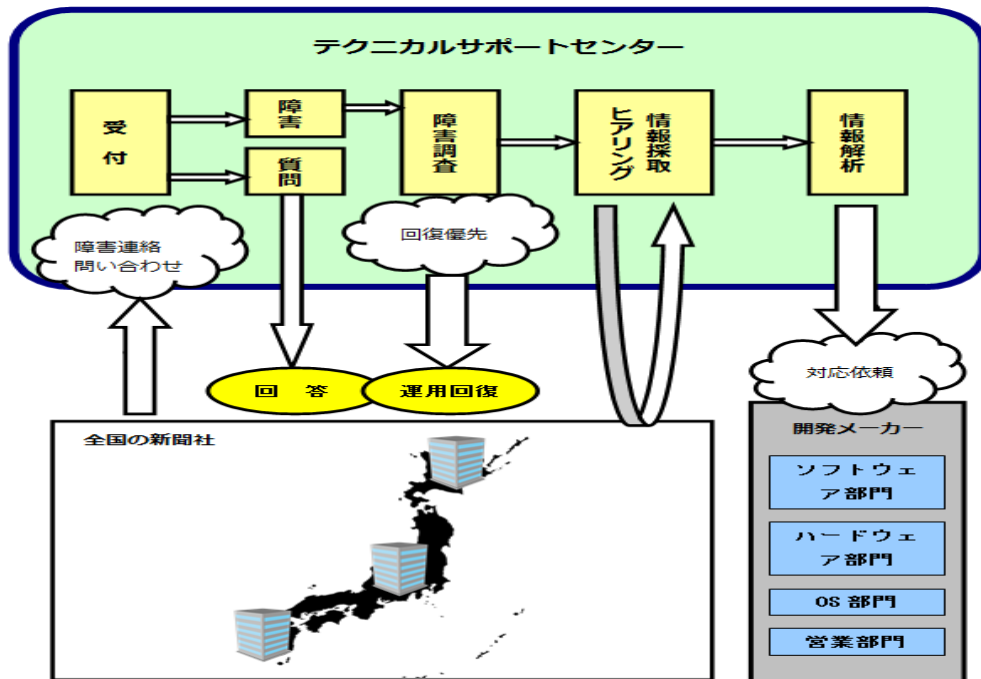 テクニカルサポートセンター
受付
障害
質問
障害調査
情報採取
ヒアリング
情報解析
障害連絡
問い合わせ
回復優先
回　答
運用回復
対応依頼
全国の新聞社
開発メーカー
ソフトウェ
ア部門
ハードウェ
ア部門
OS 部門
営業部門